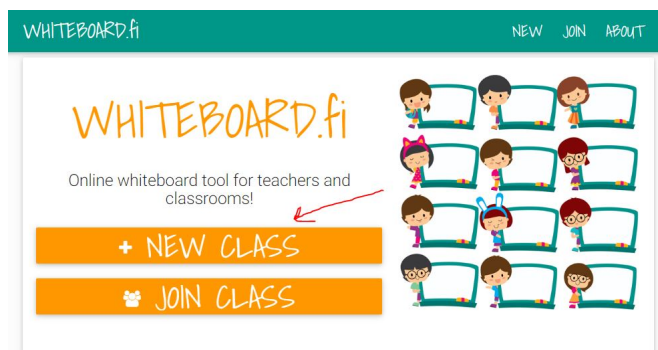 WHITEBOARD.fi
NEW JOIN ABOUT
WHITEBOARD.fi
Online whiteboard tool for teachers and
classrooms!
+ NEW CLASS
JOIN CLASS